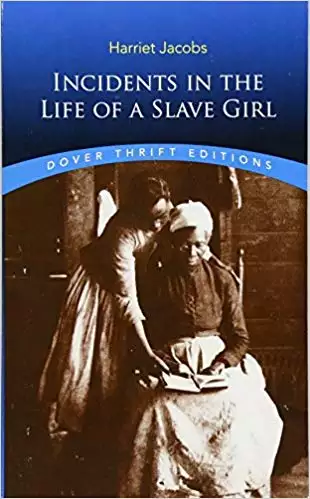 Harriet Jacobs
INCIDENTS IN THE
LIFE OF A SLAVE GIRL
DOVER THRIFT EDITIONS